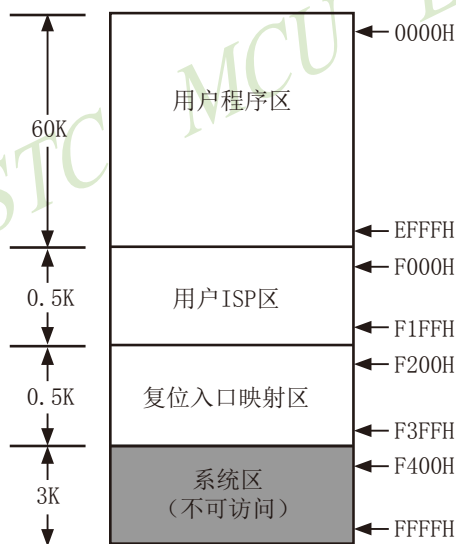 STC MCU
0000H
用户程序区
60K
EFFFH
F000H
0.5K
用户ISP区
F1FFH
F200H
0.5K
复位入口映射区
F3FFH
F400H
系统区
3K
（不可访问）
FFFFH